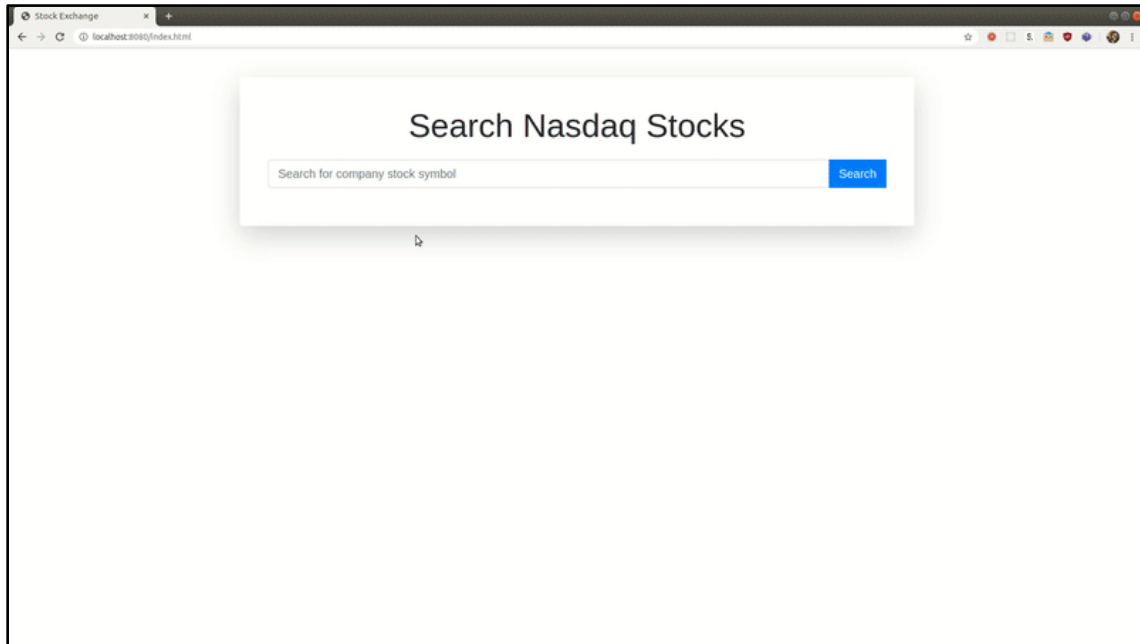 Stock Exchange
localhost:8080/index.html
Search Nasdaq Stocks
Search for company stock symbol
Search